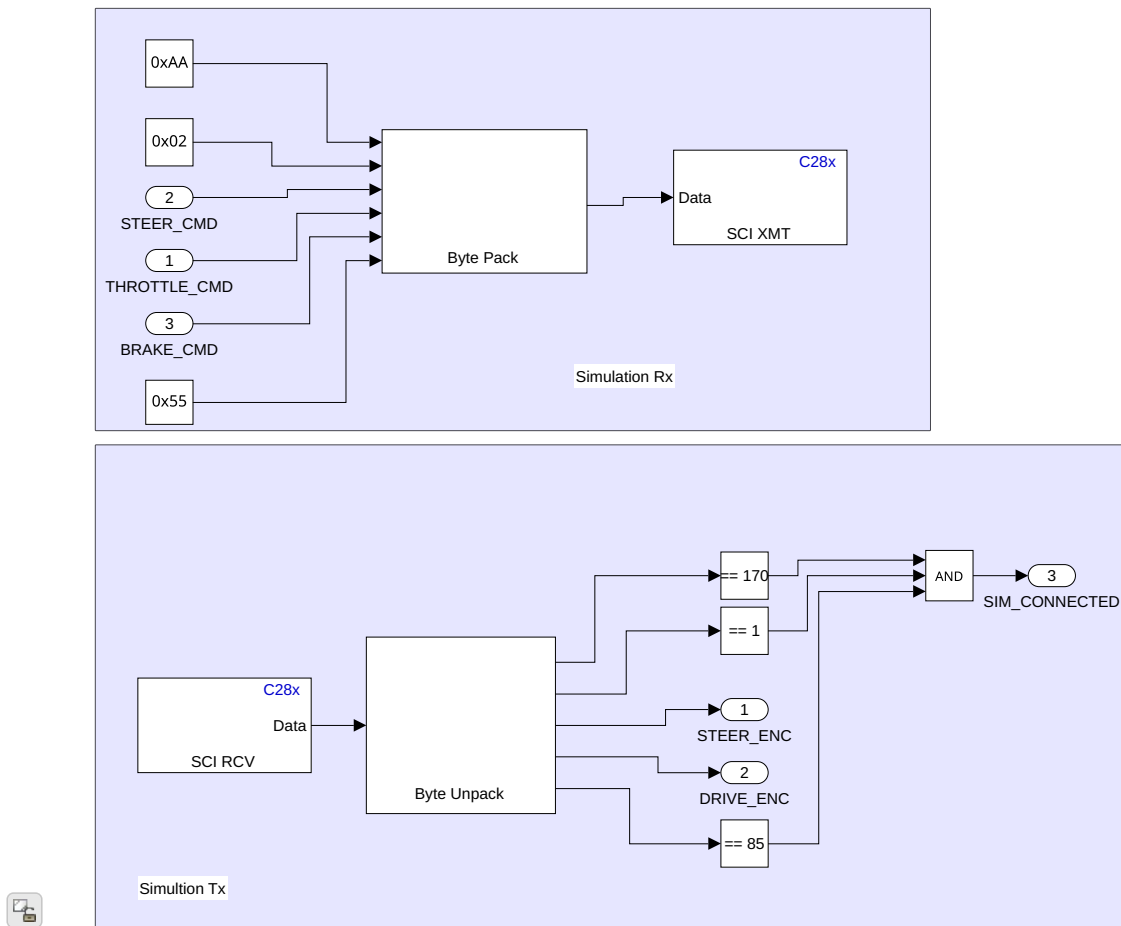 0xAA
0x02
2
STEER_CMD
1
THROTTLE_CMD
3
BRAKE_CMD
0x55
Byte Pack
C28x
Data
SCI XMT
Simulation Rx
C28x
Data
SCI RCV
Byte Unpack
== 170
== 1
1
STEER_ENC
2
DRIVE_ENC
== 85
AND
3
SIM_CONNECTED
Simultion Tx